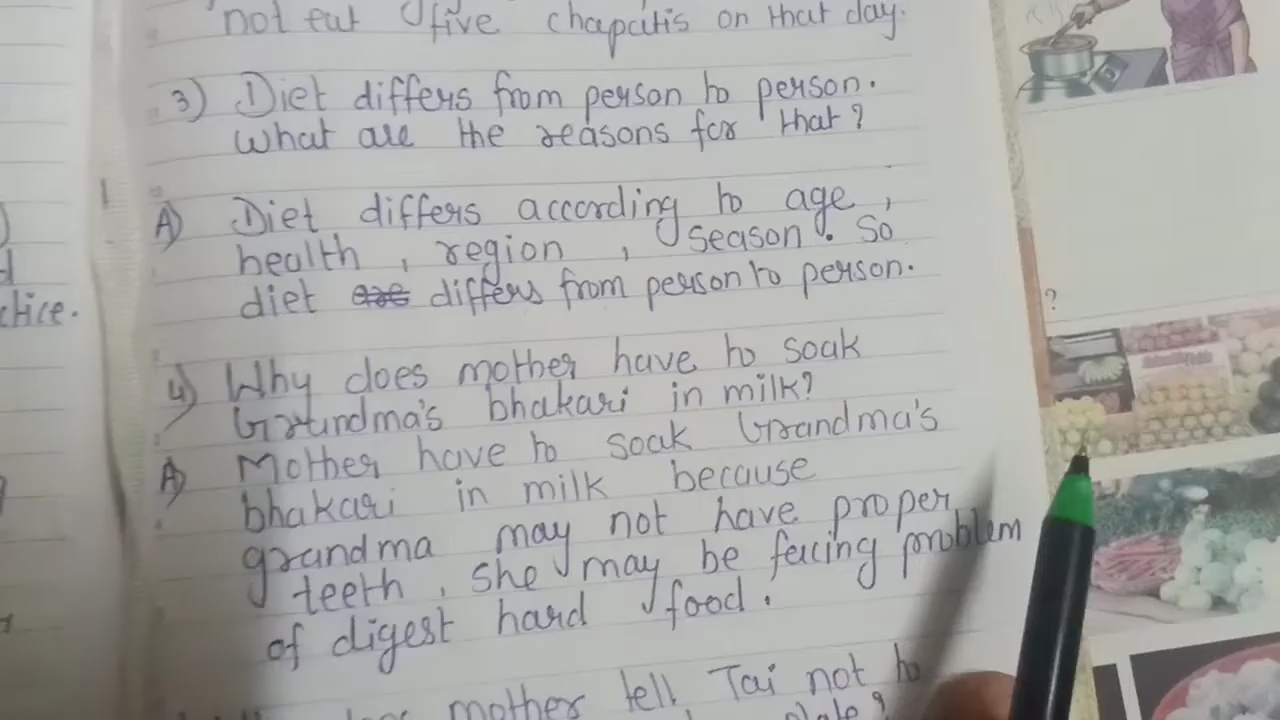 not eat five chapatis on that day.
3) Diet differs from person to person.
What are the reasons for that?
A) Diet differs according to age,
health, region, season. So
diet differs from person to person.
4) Why does mother have to soak
Grandma's bhakari in milk?
A) Mother have to soak Grandma's
bhakari in milk because
grandma may not have proper
teeth, she may be facing problem
of digest hard food.
mother tell Tai not to
?